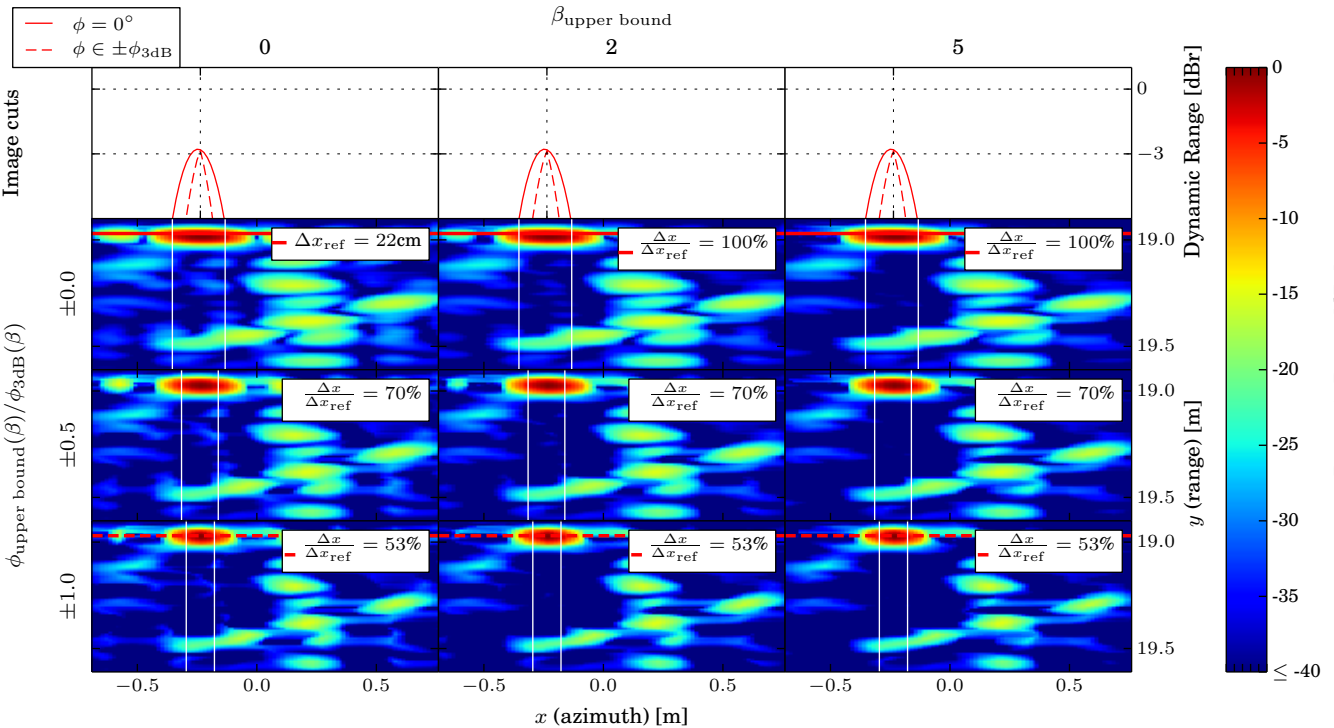 ϕ = 0°
ϕ ∈ ±ϕ3dB
βupper bound
0 2 5
Image cuts
0
−3
Dynamic Range [dBr]
Δxref = 22cm
Δx/Δxref = 100%
Δx/Δxref = 100%
19.0
19.5
±0.0
Δx/Δxref = 70%
Δx/Δxref = 70%
Δx/Δxref = 70%
19.0
19.5
±0.5
Δx/Δxref = 53%
Δx/Δxref = 53%
Δx/Δxref = 53%
19.0
19.5
±1.0
ϕupper bound(β)/ϕ3dB(β)
y (range) [m]
−0.5 0.0 0.5 −0.5 0.0 0.5 −0.5 0.0 0.5
x (azimuth) [m]
0
-5
-10
-15
-20
-25
-30
-35
≤ -40